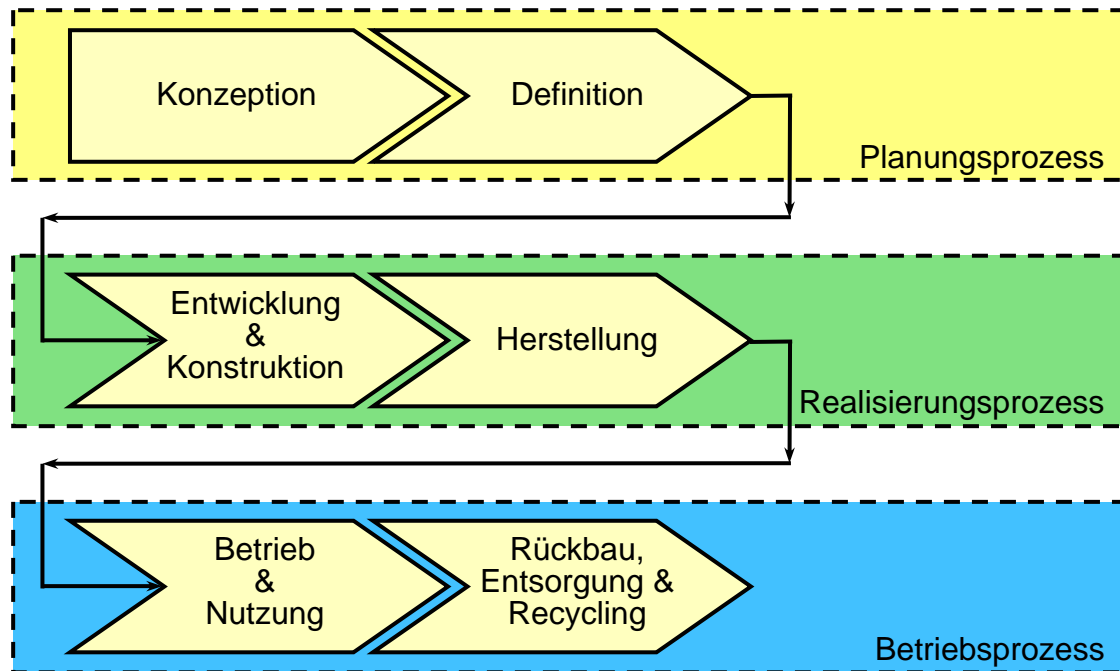 Konzeption
Definition
Planungsprozess
Entwicklung
&
Konstruktion
Herstellung
Realisierungsprozess
Betrieb
&
Nutzung
Rückbau,
Entsorgung &
Recycling
Betriebsprozess